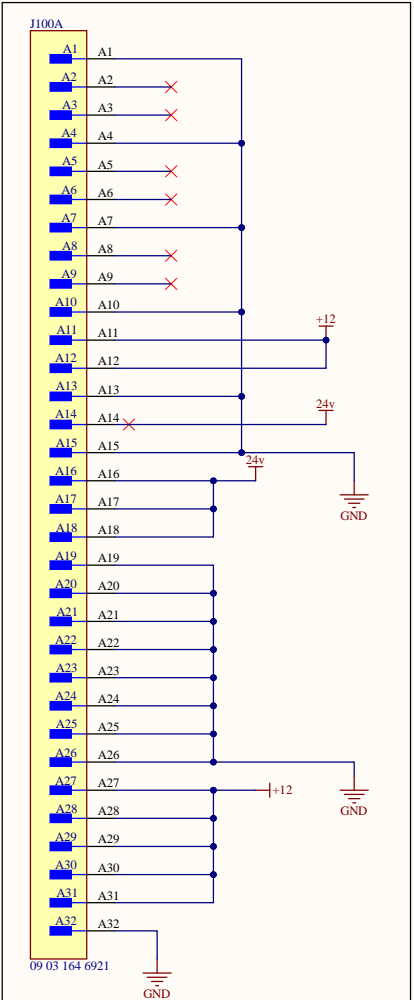 J100A
A1 A1
A2 A2
A3 A3
A4 A4
A5 A5
A6 A6
A7 A7
A8 A8
A9 A9
A10 A10
+12
A11 A11
A12 A12
A13 A13
24v
A14 A14
A15 A15
24v
A16 A16
A17 A17
GND
A18 A18
A19 A19
A20 A20
A21 A21
A22 A22
A23 A23
A24 A24
A25 A25
A26 A26
A27 A27 +12
GND
A28 A28
A29 A29
A30 A30
A31 A31
A32 A32
09 03 164 6921
GND